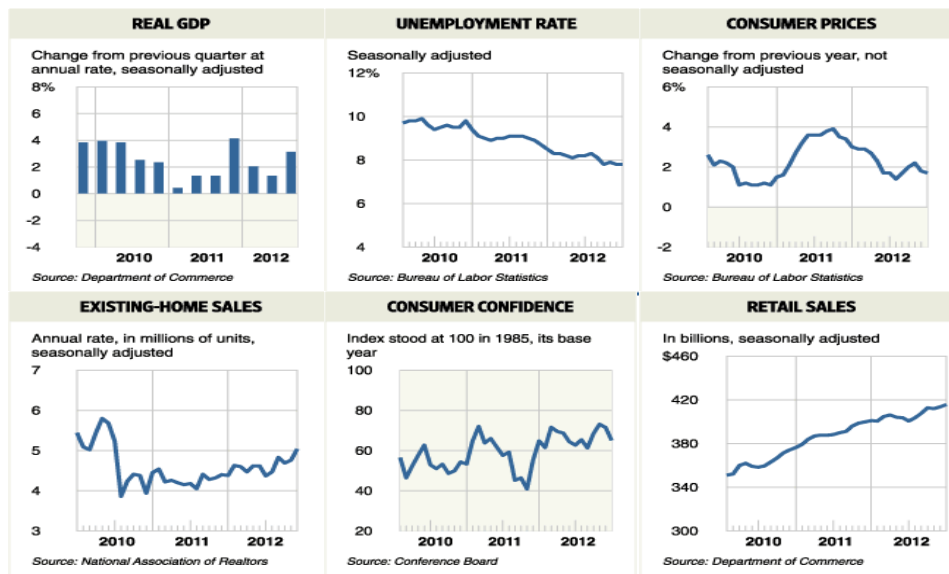 REAL GDP
Change from previous quarter at
annual rate, seasonally adjusted
8%
6
4
2
0
-2
-4
2010 2011 2012
Source: Department of Commerce
UNEMPLOYMENT RATE
Seasonally adjusted
12%
10
8
6
4
2010 2011 2012
Source: Bureau of Labor Statistics
CONSUMER PRICES
Change from previous year, not
seasonally adjusted
6%
4
2
0
-2
2010 2011 2012
Source: Bureau of Labor Statistics
EXISTING-HOME SALES
Annual rate, in millions of units,
seasonally adjusted
7
6
5
4
3
2010 2011 2012
Source: National Association of Realtors
CONSUMER CONFIDENCE
Index stood at 100 in 1985, its base
year
100
80
60
40
20
2010 2011 2012
Source: Conference Board
RETAIL SALES
In billions, seasonally adjusted
$460
420
380
340
300
2010 2011 2012
Source: Department of Commerce